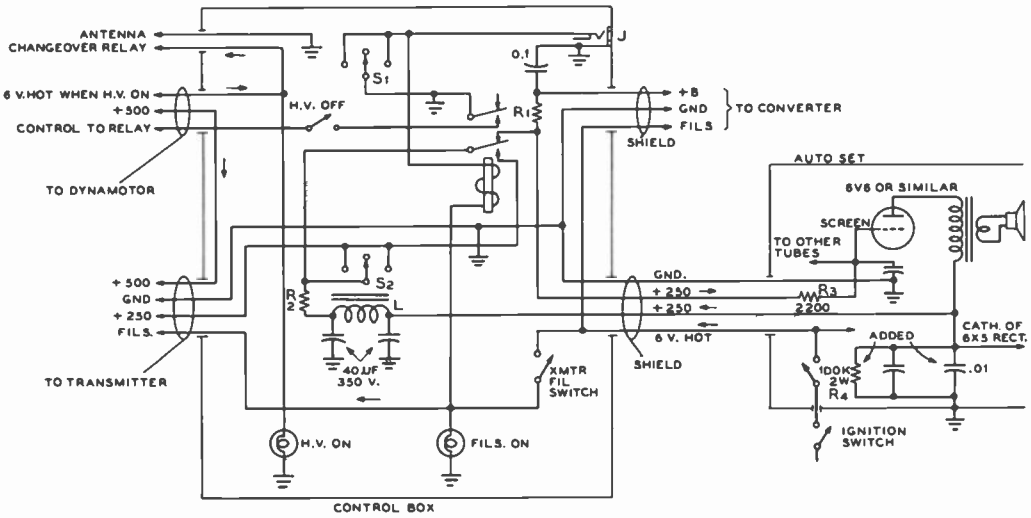 ANTENNA
CHANGEOVER RELAY
6 V. HOT WHEN H.V. ON
+500
CONTROL TO RELAY
TO DYNAMOTOR
H.V. OFF
S1
0.1
J
R1
+B
GND
FILS
TO CONVERTER
SHIELD
AUTO SET
6V6 OR SIMILAR
SCREEN
TO OTHER
TUBES
+500
GND
+250
FILS.
TO TRANSMITTER
R2
S2
L
40µF
350 V.
GND.
+250
+250
6 V. HOT
SHIELD
R3
2200
XMTR
FIL
SWITCH
ADDED
100K
2W
R4
.01
CATH. OF
6X5 RECT.
IGNITION
SWITCH
H.V. ON
FILS. ON
CONTROL BOX